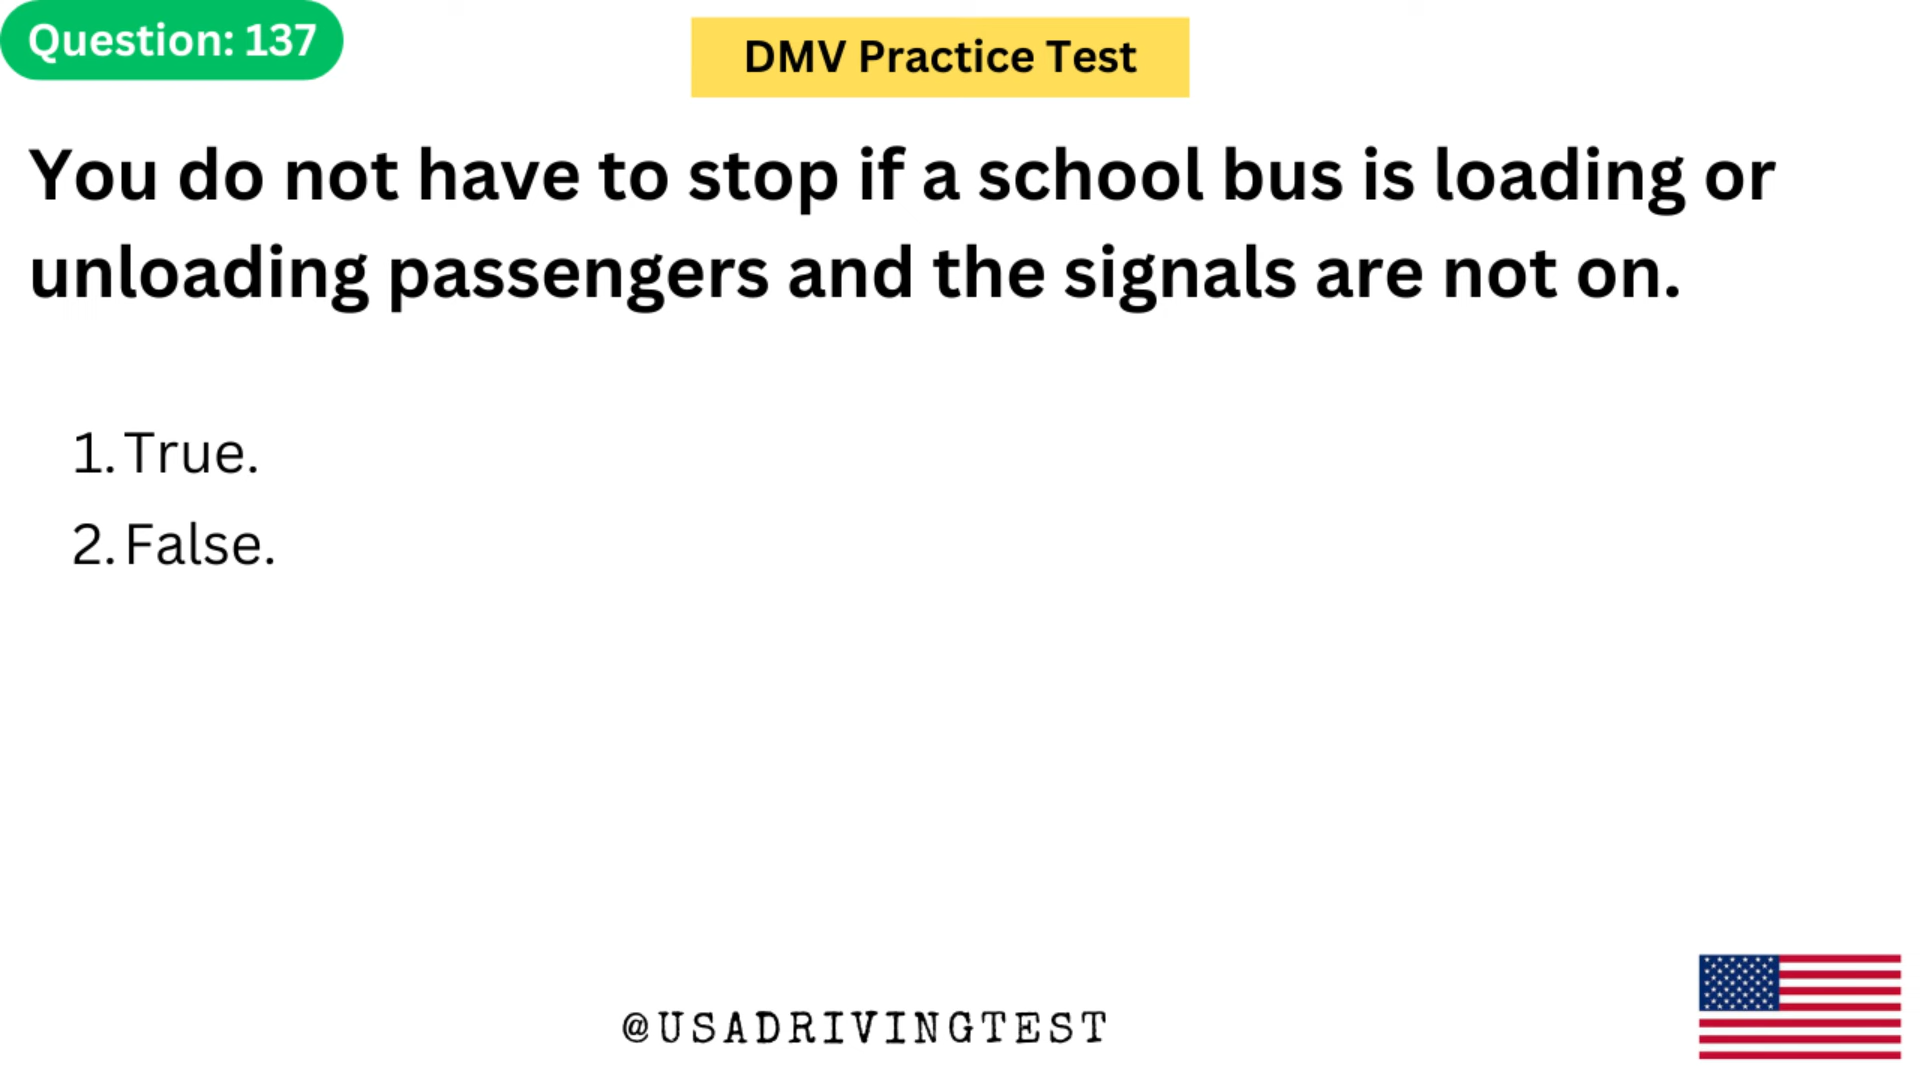 Question: 137
DMV Practice Test
You do not have to stop if a school bus is loading or
unloading passengers and the signals are not on.
1. True.
2. False.
@USADRIVINGTEST